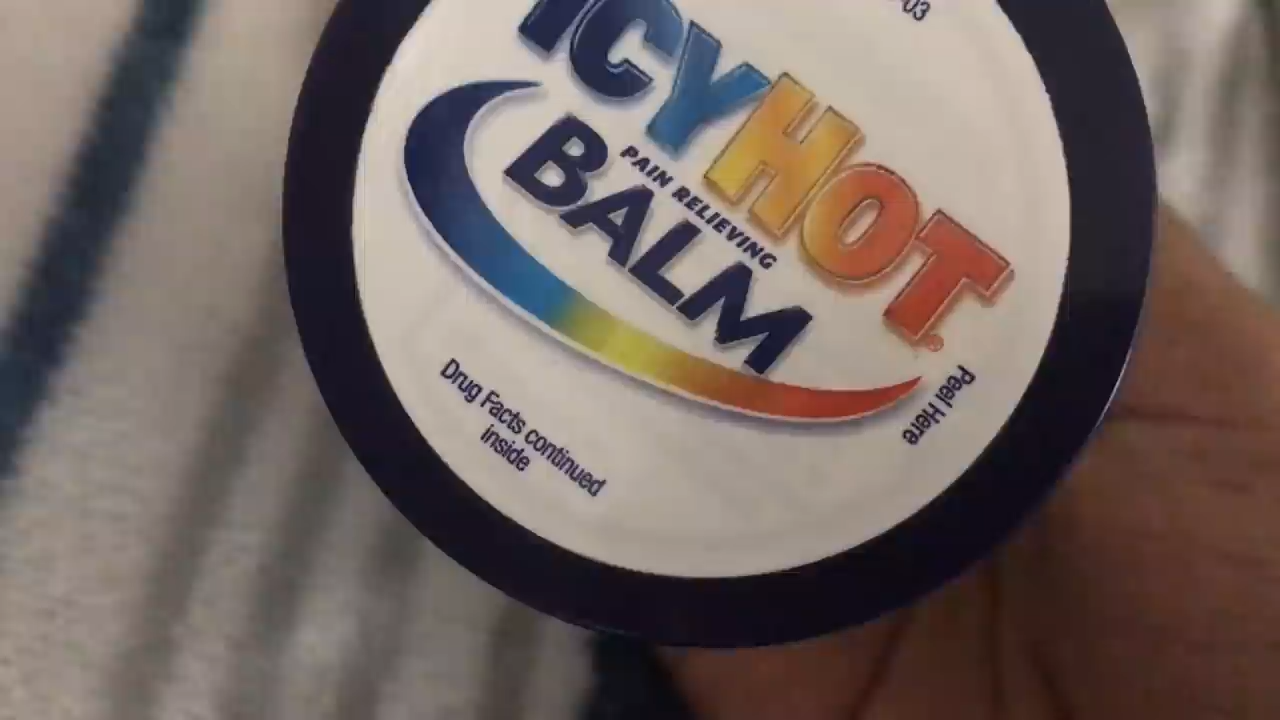 ICY HOT®
PAIN RELIEVING
BALM
Peel Here
Drug Facts continued
inside